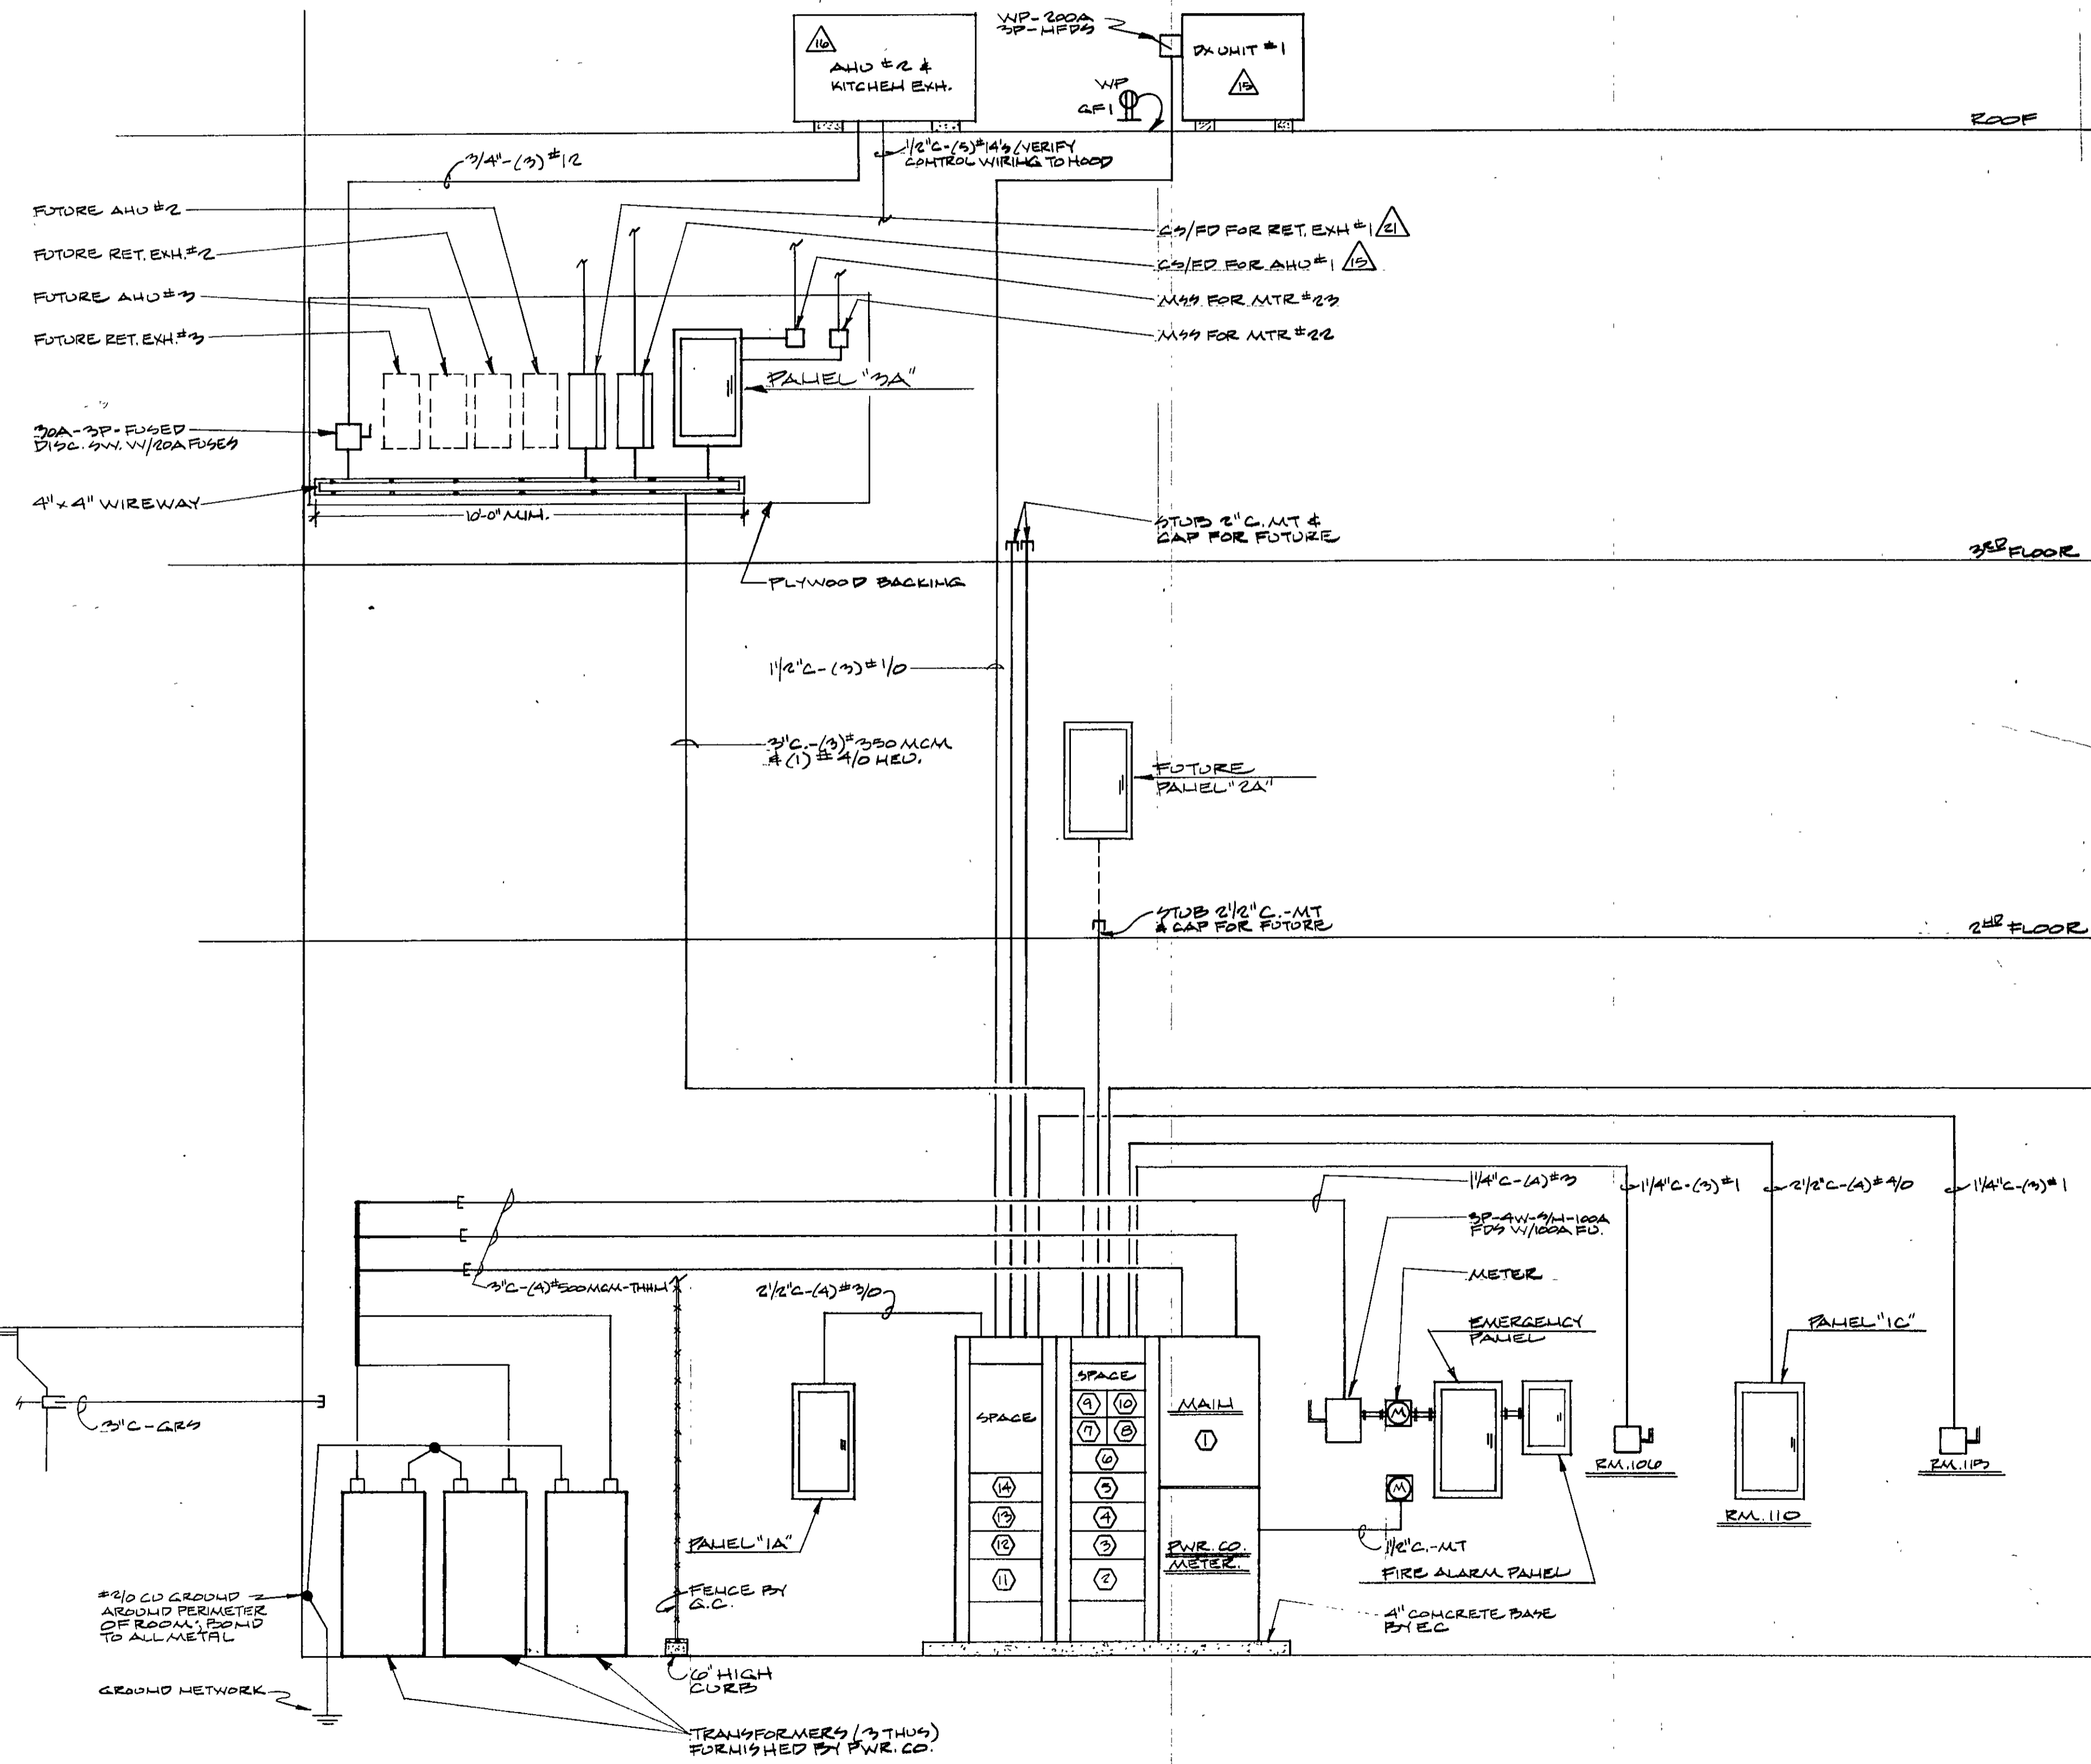 WP-200A
3P-NFDS
16
AHU #2 &
KITCHEN EXH.
DX UNIT #1
15
WP
GFI
ROOF
3/4"-(3)#12
1/2"C-(5)#14's (VERIFY
CONTROL WIRING TO HOOD
FUTURE AHU #2
FUTURE RET. EXH. #2
FUTURE AHU #3
FUTURE RET. EXH. #3
CS/FD FOR RET. EXH #1 21
CS/FD FOR AHU #1 15
MSS FOR MTR #23
MSS FOR MTR #22
PANEL "3A"
30A-3P-FUSED
DISC. SW. W/20A FUSES
4"x4" WIREWAY
10'-0" MIN.
STUB 2"C. MT &
CAP FOR FUTURE
3RD FLOOR
PLYWOOD BACKING
1 1/2"C-(3)#1/0
3"C.-(3)#350 MCM
& (1)#4/0 NEU.
FUTURE
PANEL "2A"
STUB 2 1/2" C.-MT
& CAP FOR FUTURE
2ND FLOOR
1 1/4"C-(4)#3
1 1/4"C-(3)#1
2 1/2"C-(4)#4/0
1 1/4"C-(3)#1
3P-4W-S/N-100A
FDS W/100A FU.
METER
3"C-(4)#500MCM-THHN
2 1/2"C-(4)#3/0
EMERGENCY
PANEL
PANEL "1C"
3"C-GRS
SPACE
SPACE
9
10
7
8
6
5
4
3
2
14
13
12
11
MAIN
1
PWR. CO.
METER
M
M
RM. 106
RM. 110
RM. 113
PANEL "1A"
1 1/2"C.-MT
FIRE ALARM PANEL
#2/0 CU GROUND
AROUND PERIMETER
OF ROOM; BOND
TO ALL METAL
FENCE BY
G.C.
4" CONCRETE BASE
BY EC
GROUND NETWORK
6" HIGH
CURB
TRANSFORMERS (3 THUS)
FURNISHED BY PWR. CO.